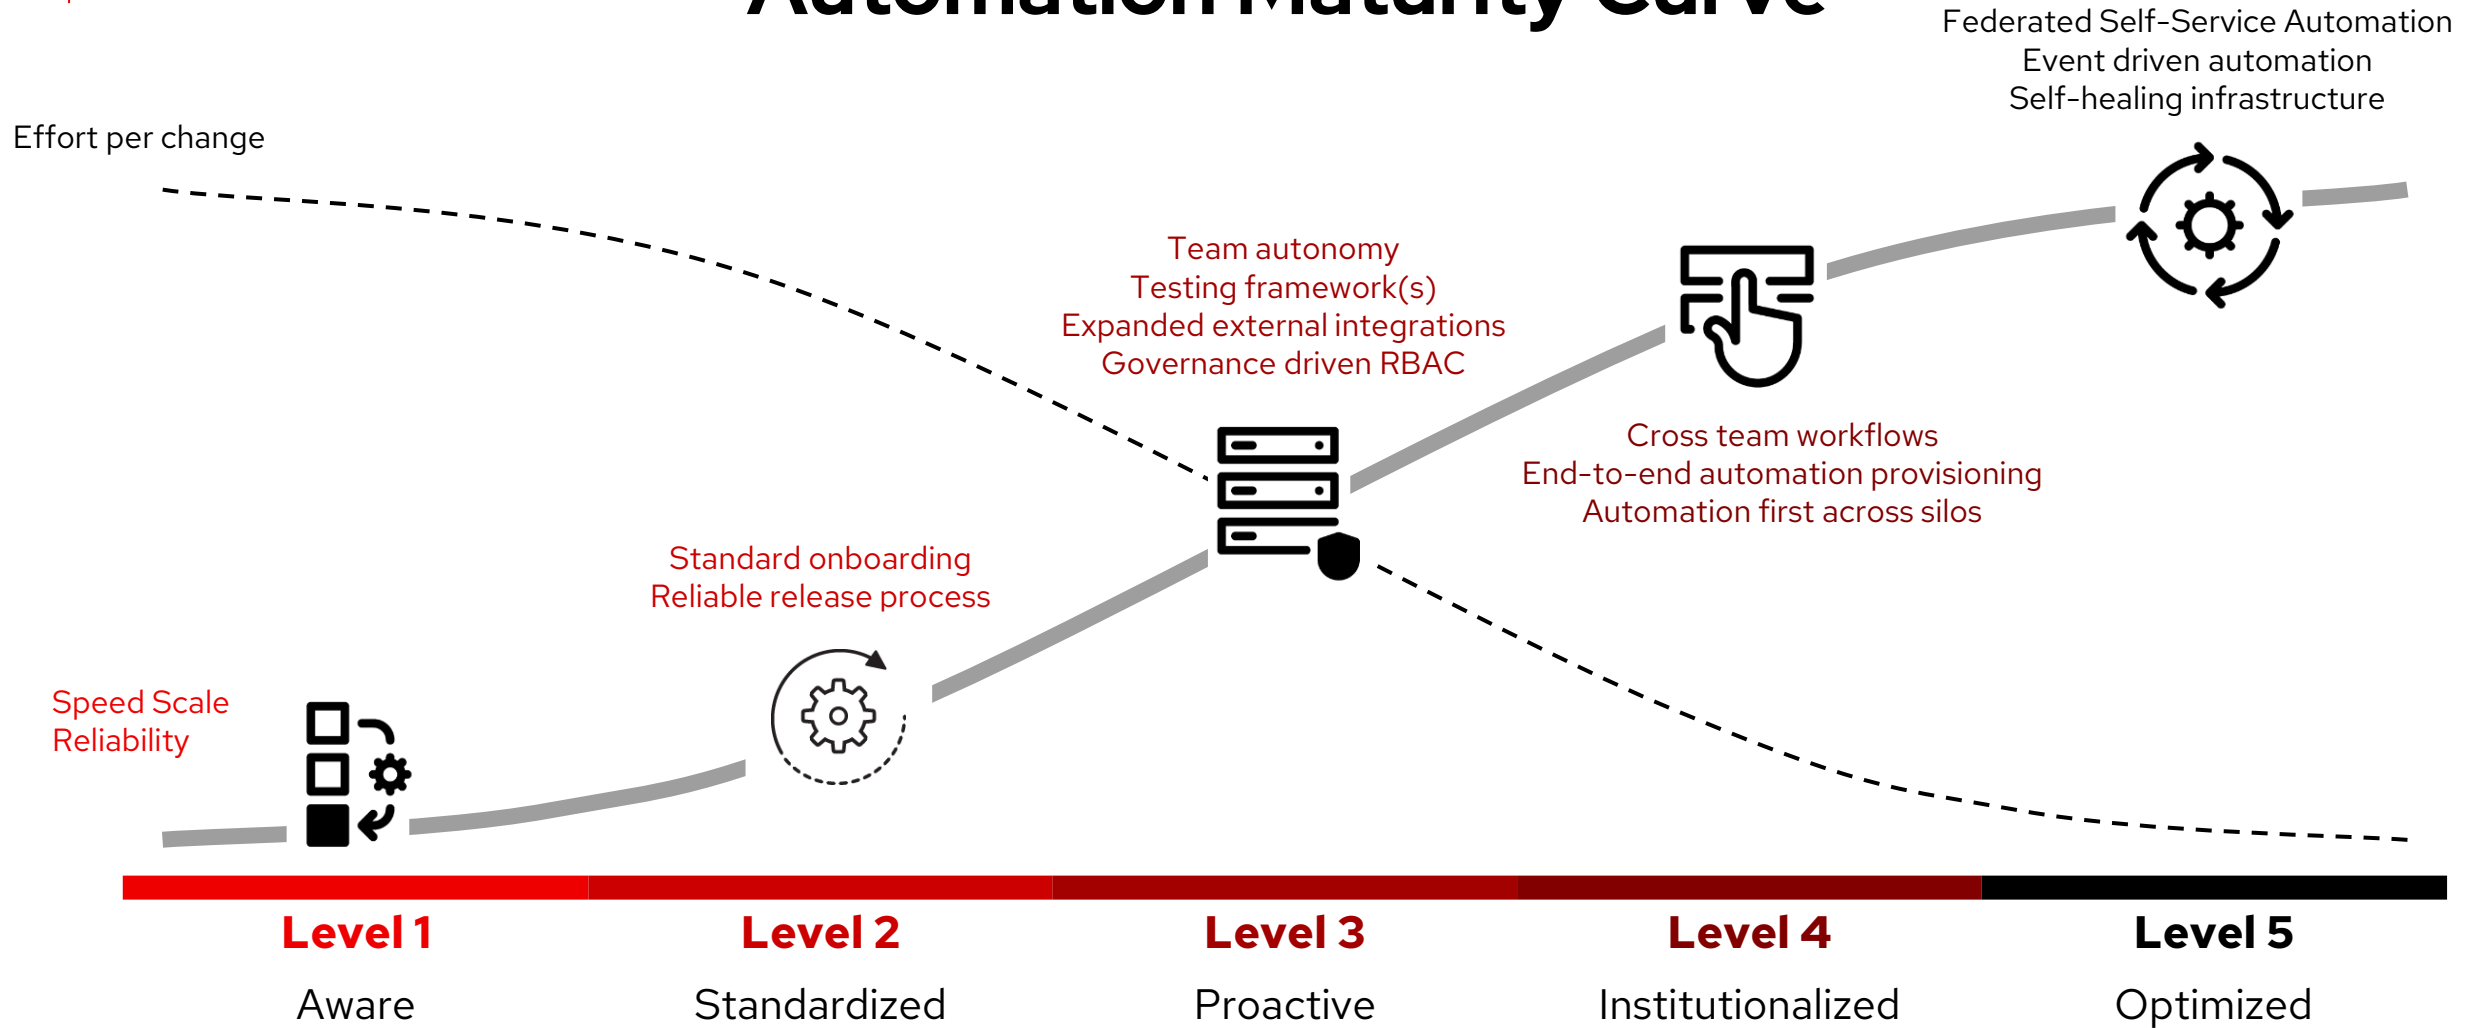 Automation Maturity Curve
Federated Self-Service Automation
Event driven automation
Self-healing infrastructure
Effort per change
Team autonomy
Testing framework(s)
Expanded external integrations
Governance driven RBAC
Cross team workflows
End-to-end automation provisioning
Automation first across silos
Standard onboarding
Reliable release process
Speed Scale
Reliability
Level 1
Level 2
Level 3
Level 4
Level 5
Aware
Standardized
Proactive
Institutionalized
Optimized